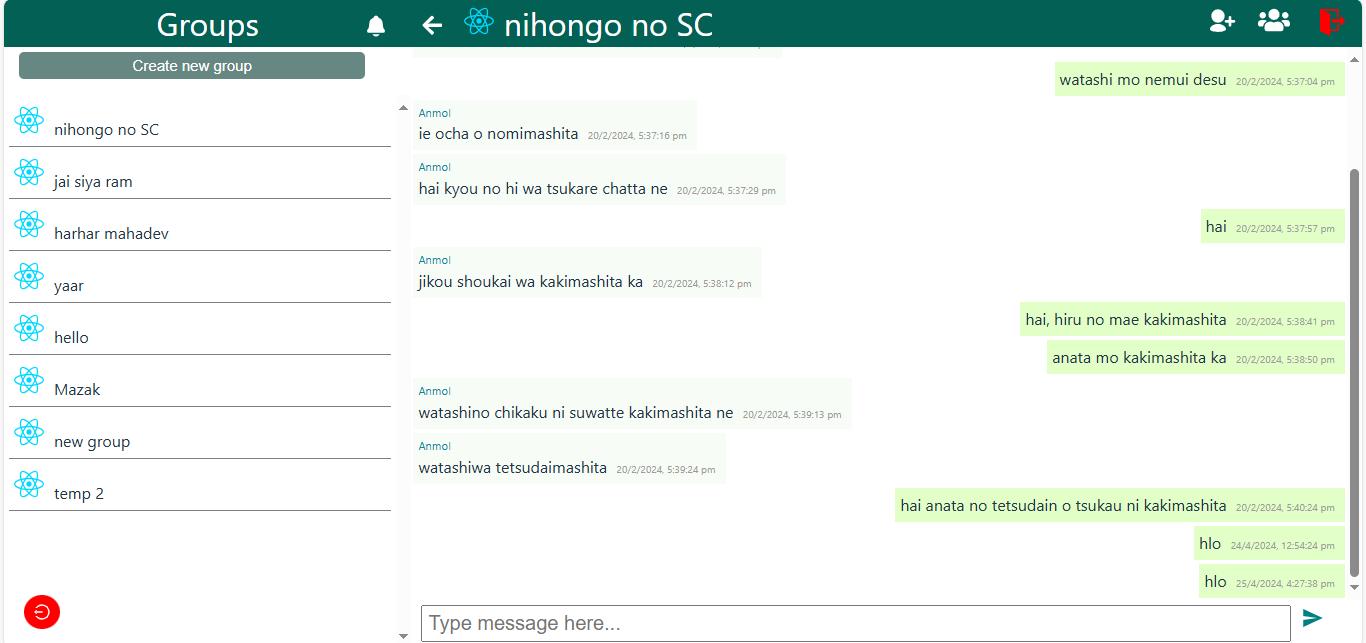 Groups
Create new group
nihongo no SC
jai siya ram
harhar mahadev
yaar
hello
Mazak
new group
temp 2
nihongo no SC
watashi mo nemui desu 20/2/2024, 5:37:04 pm
Anmol
ie ocha o nomimashita 20/2/2024, 5:37:16 pm
Anmol
hai kyou no hi wa tsukare chatta ne 20/2/2024, 5:37:29 pm
hai 20/2/2024, 5:37:57 pm
Anmol
jikou shoukai wa kakimashita ka 20/2/2024, 5:38:12 pm
hai, hiru no mae kakimashita 20/2/2024, 5:38:41 pm
anata mo kakimashita ka 20/2/2024, 5:38:50 pm
Anmol
watashino chikaku ni suwatte kakimashita ne 20/2/2024, 5:39:13 pm
Anmol
watashiwa tetsudaimashita 20/2/2024, 5:39:24 pm
hai anata no tetsudain o tsukau ni kakimashita 20/2/2024, 5:40:24 pm
hlo 24/4/2024, 12:54:24 pm
hlo 25/4/2024, 4:27:38 pm
Type message here...